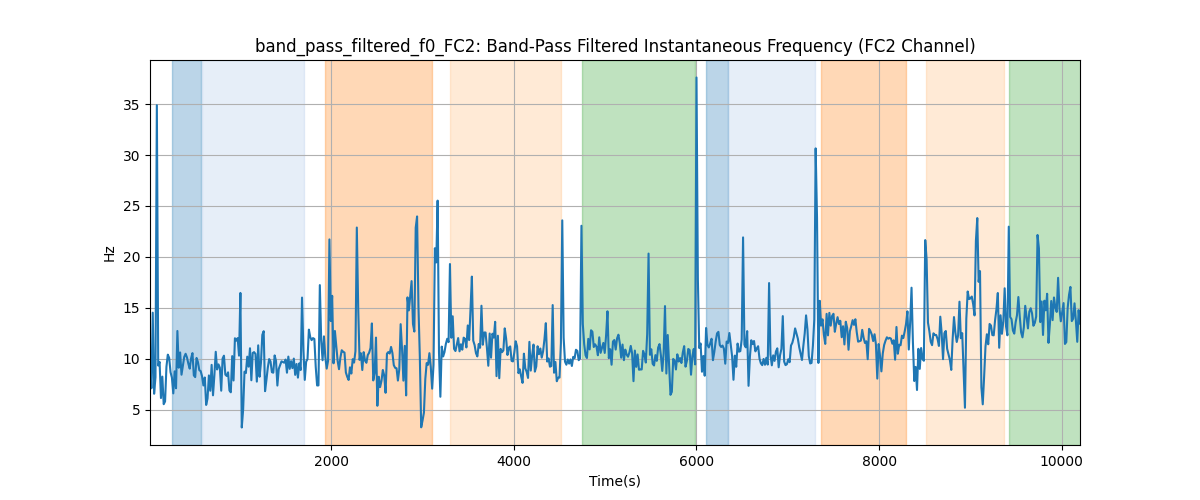 band_pass_filtered_f0_FC2: Band-Pass Filtered Instantaneous Frequency (FC2 Channel)
35
30
25
20
15
10
5
Hz
2000 4000 6000 8000 10000
Time(s)